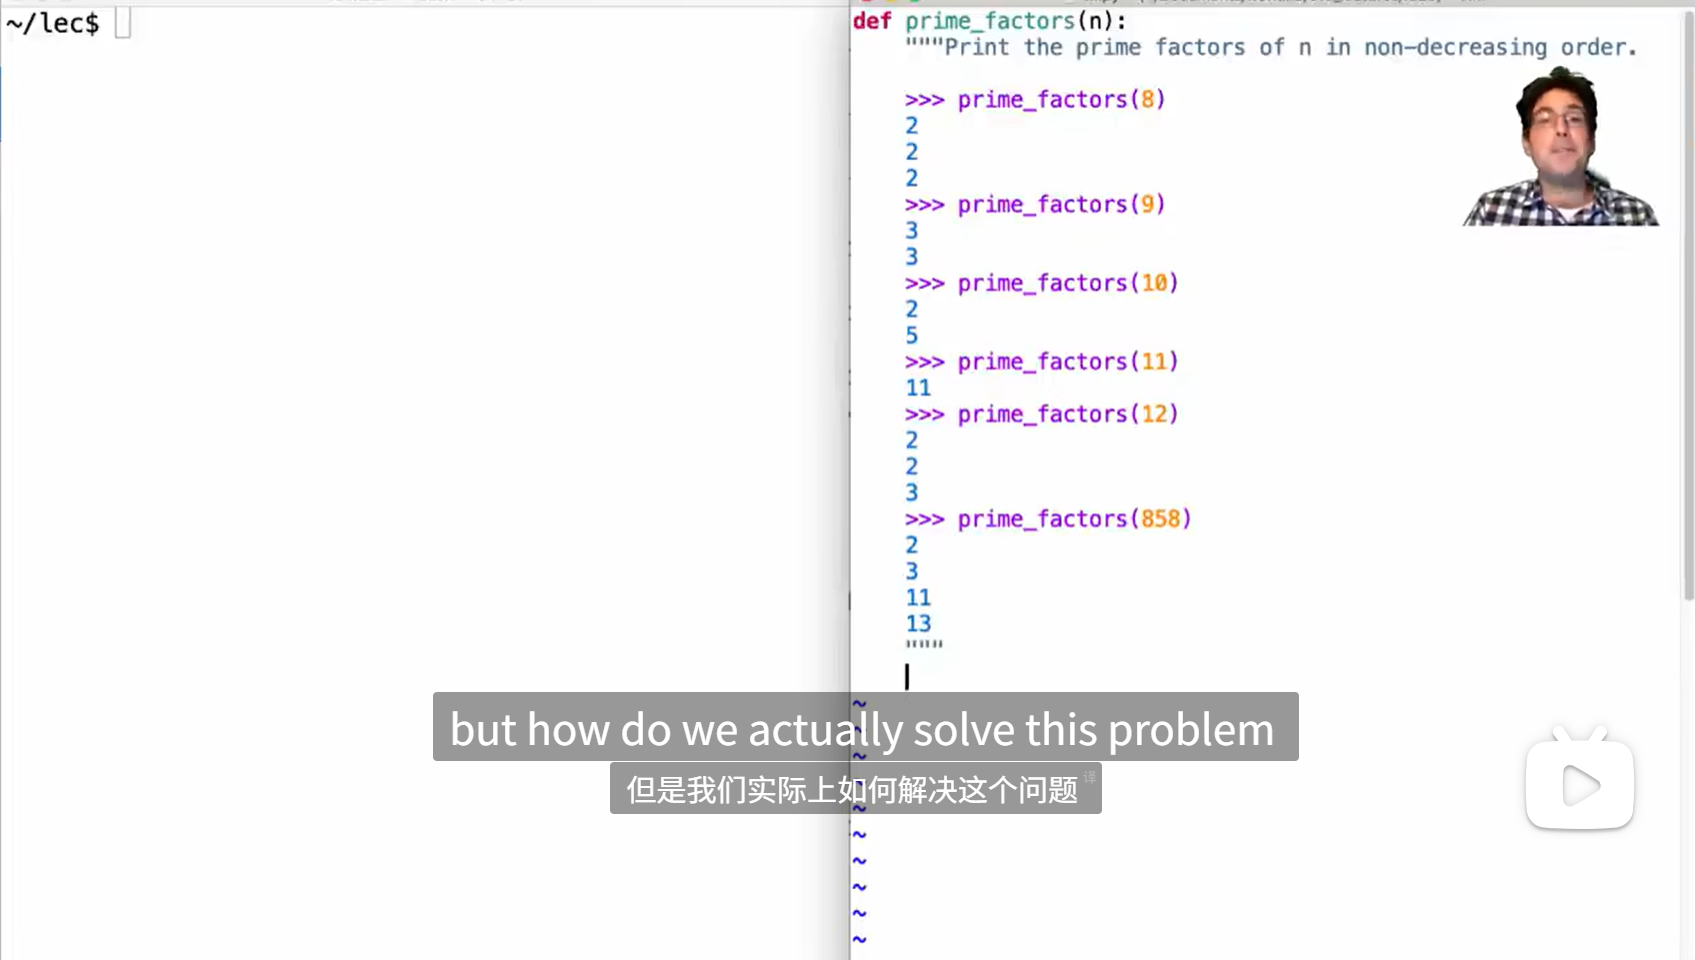 ~/lec$
def prime_factors(n):
"""Print the prime factors of n in non-decreasing order.
>>> prime_factors(8)
2
2
2
>>> prime_factors(9)
3
3
>>> prime_factors(10)
2
5
>>> prime_factors(11)
11
>>> prime_factors(12)
2
2
3
>>> prime_factors(858)
2
3
11
13
"""
~
~
~
~
~
~
~
~
~
~
but how do we actually solve this problem
但是我们实际上如何解决这个问题
译